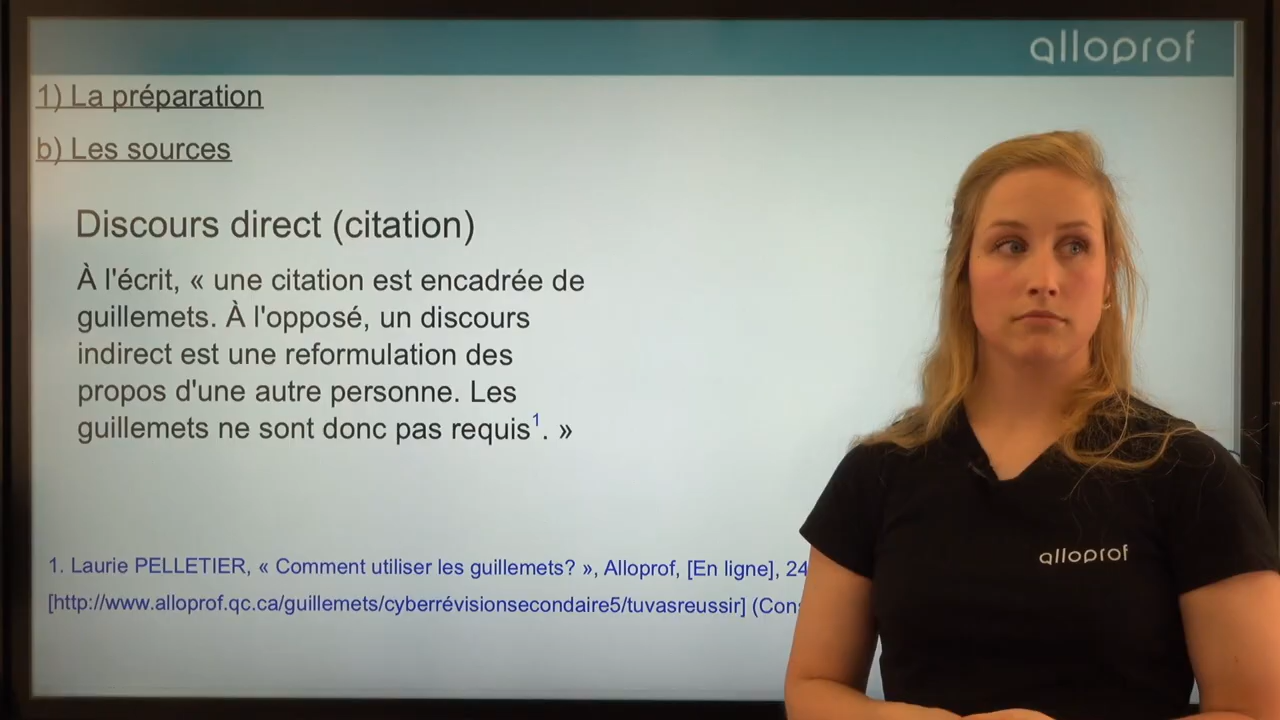 alloprof
1) La préparation
b) Les sources
Discours direct (citation)
À l'écrit, « une citation est encadrée de
guillemets. À l'opposé, un discours
indirect est une reformulation des
propos d'une autre personne. Les
guillemets ne sont donc pas requis1. »
1. Laurie PELLETIER, « Comment utiliser les guillemets? », Alloprof, [En ligne], 24
[http://www.alloprof.qc.ca/guillemets/cyberrévisionsecondaire5/tuvasreussir]
alloprof